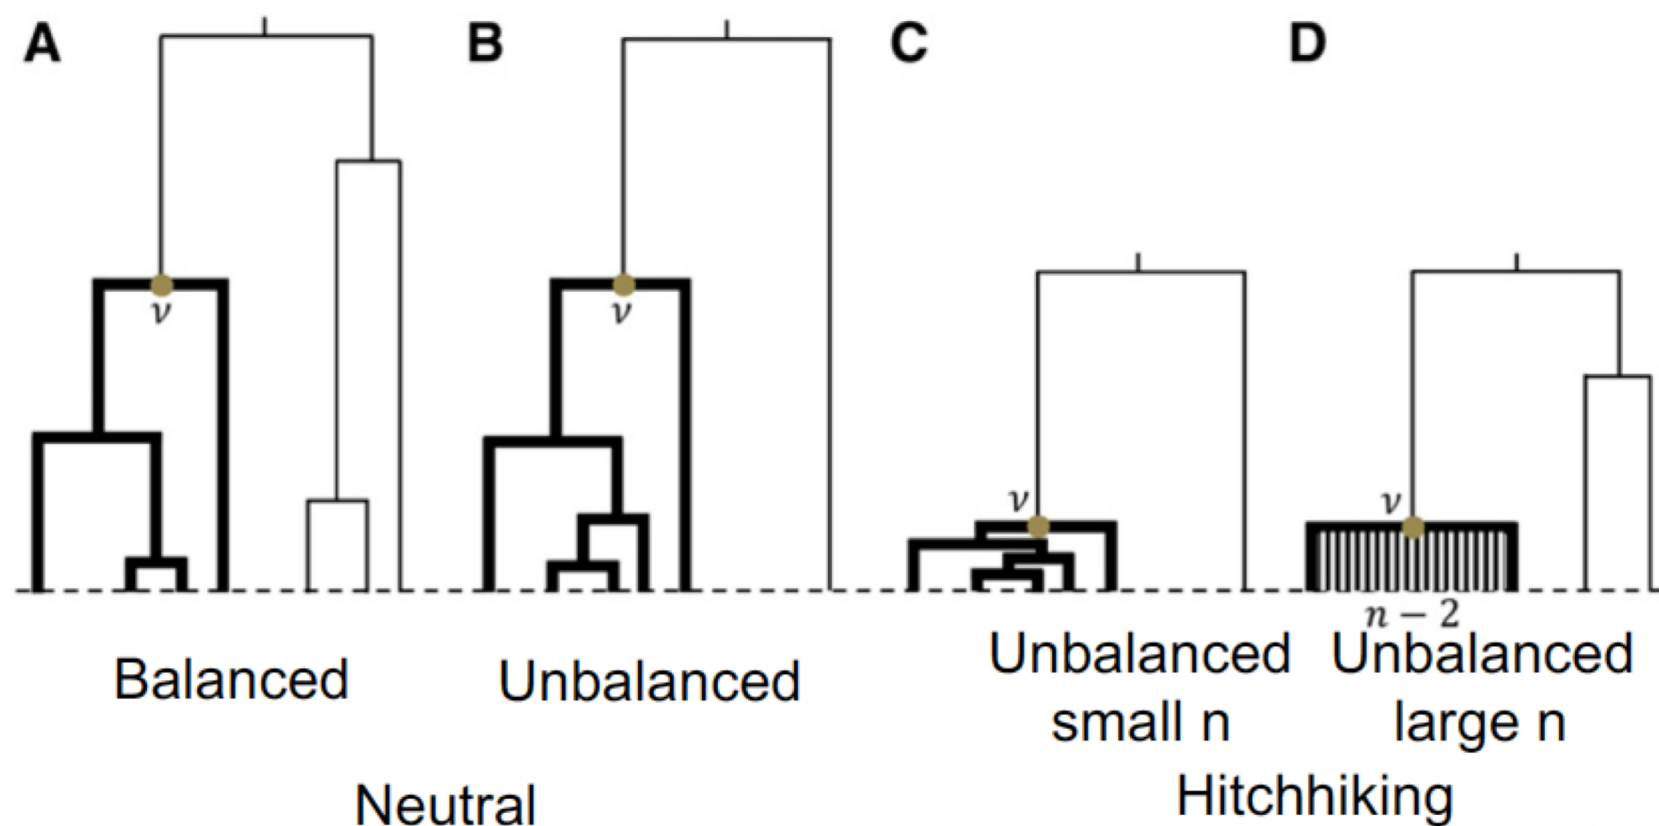 A
B
C
D
ν
ν
ν
ν
n − 2
Balanced
Unbalanced
Unbalanced
small n
Unbalanced
large n
Neutral
Hitchhiking